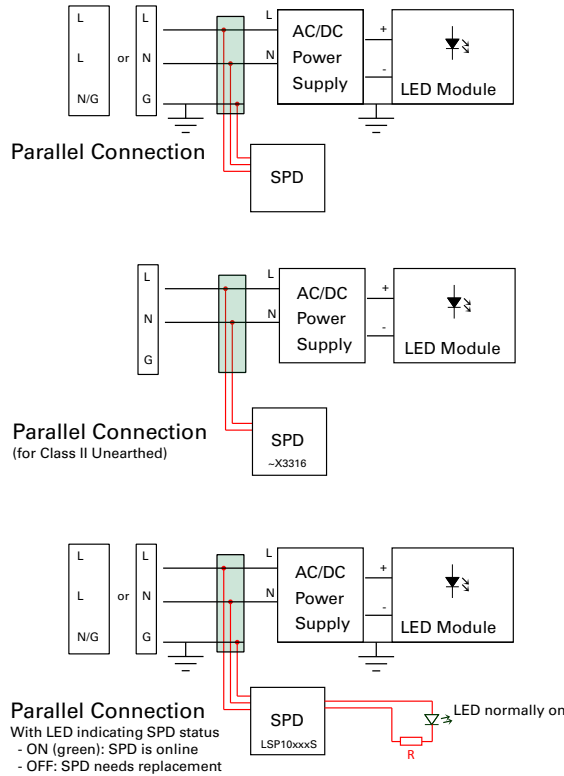 L L
L or N
N/G G
L
N
AC/DC
Power
Supply
+
-
LED Module
Parallel Connection
SPD
L
N
G
L
N
AC/DC
Power
Supply
+
-
LED Module
Parallel Connection
(for Class II Unearthed)
SPD
~X3316
L L
L or N
N/G G
L
N
AC/DC
Power
Supply
+
-
LED Module
Parallel Connection
With LED indicating SPD status
- ON (green): SPD is online
- OFF: SPD needs replacement
SPD
LSP10xxxS
LED normally on
R